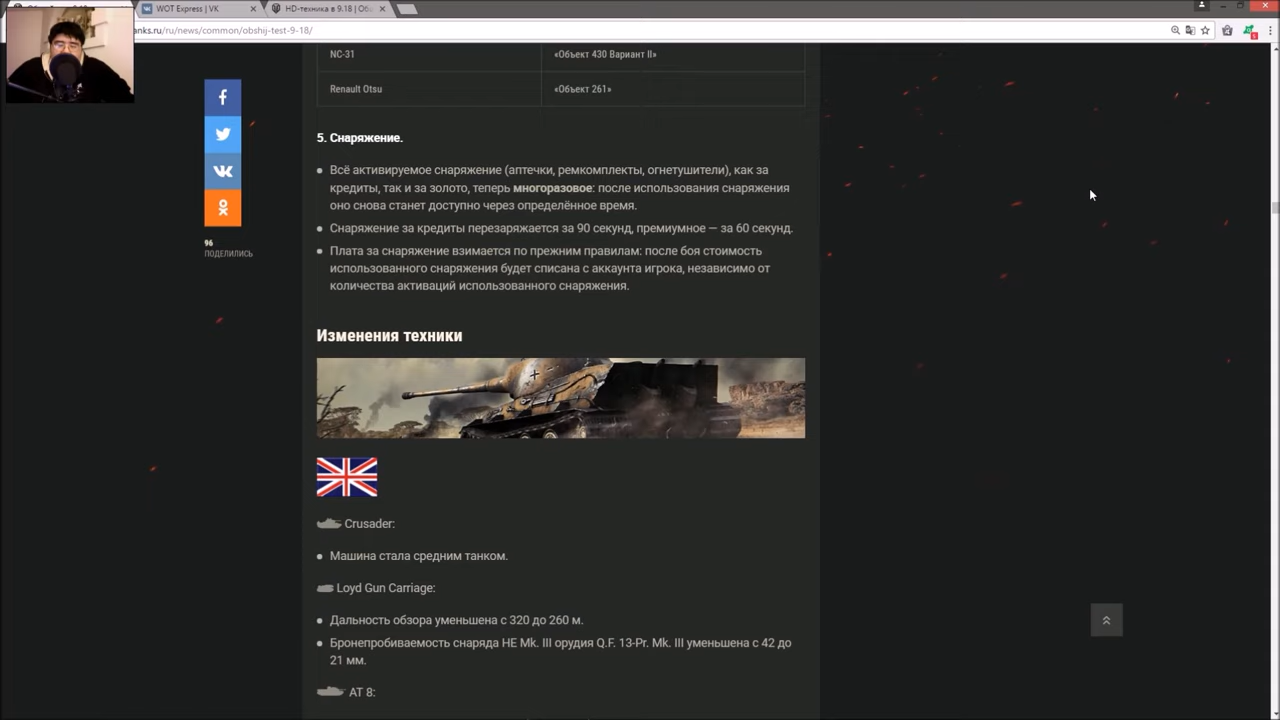 WOT Express | VK
HD-техника в 9.18 | Общ
anks.ru/ru/news/common/obshij-test-9-18/
NC-31
«Объект 430 Вариант II»
Renault Otsu
«Объект 261»
96
ПОДЕЛИЛИСЬ
5. Снаряжение.
Всё активируемое снаряжение (аптечки, ремкомплекты, огнетушители), как за
кредиты, так и за золото, теперь многоразовое: после использования снаряжения
оно снова станет доступно через определённое время.
Снаряжение за кредиты перезаряжается за 90 секунд, премиумное — за 60 секунд.
Плата за снаряжение взимается по прежним правилам: после боя стоимость
использованного снаряжения будет списана с аккаунта игрока, независимо от
количества активаций использованного снаряжения.
Изменения техники
Crusader:
Машина стала средним танком.
Loyd Gun Carriage:
Дальность обзора уменьшена с 320 до 260 м.
Бронепробиваемость снаряда HE Mk. III орудия Q.F. 13-Pr. Mk. III уменьшена с 42 до
21 мм.
AT 8: